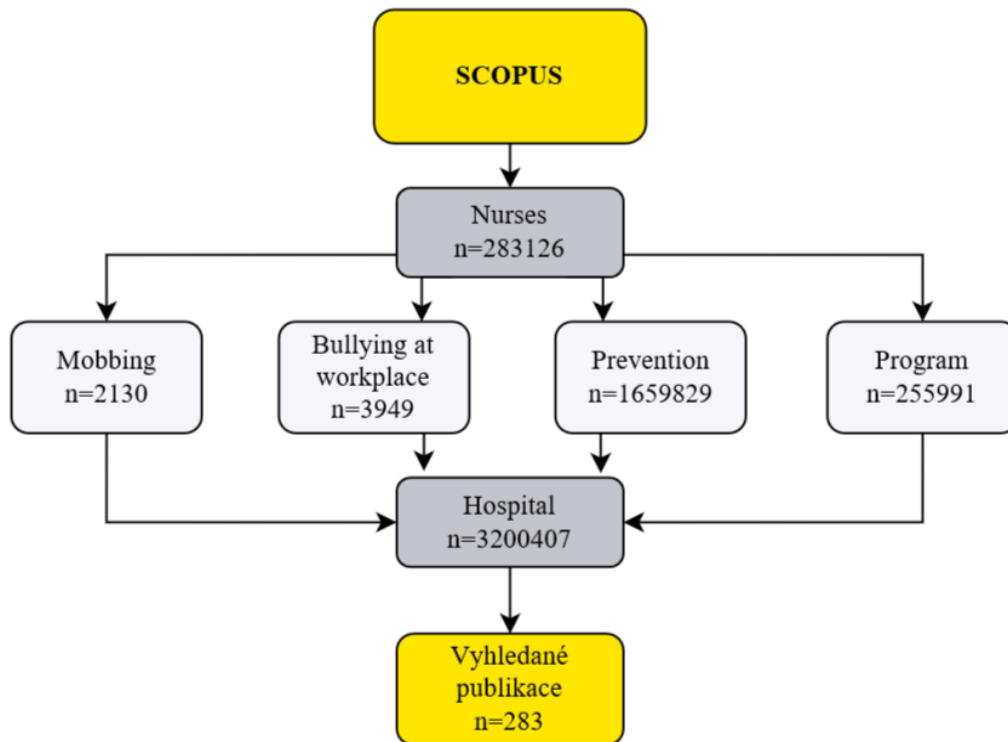 SCOPUS
Nurses
n=283126
Mobbing
n=2130
Bullying at
workplace
n=3949
Prevention
n=1659829
Program
n=255991
Hospital
n=3200407
Vyhledané
publikace
n=283